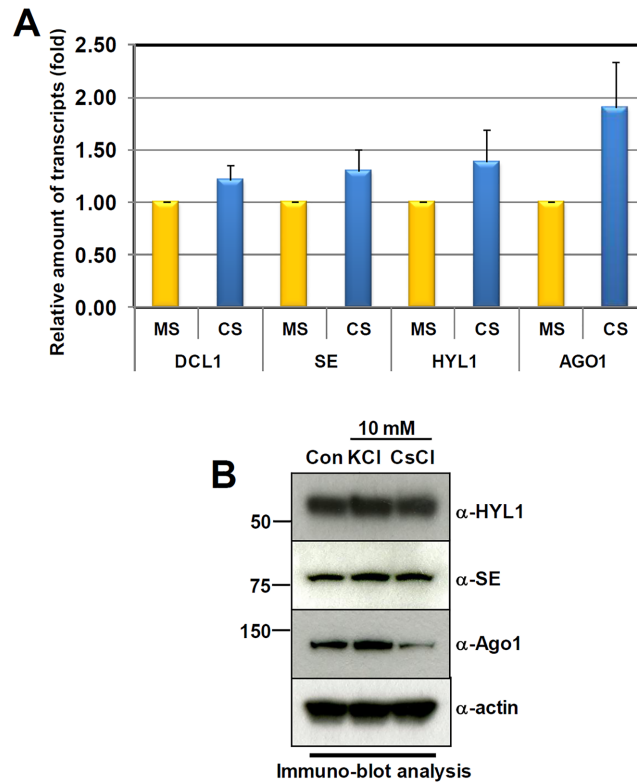 A
Relative amount of transcripts (fold)
2.50
2.00
1.50
1.00
0.50
0.00
MS CS MS CS MS CS MS CS
DCL1 SE HYL1 AGO1
B
10 mM
Con KCl CsCl
50 α-HYL1
75 α-SE
150 α-Ago1
α-actin
Immuno-blot analysis